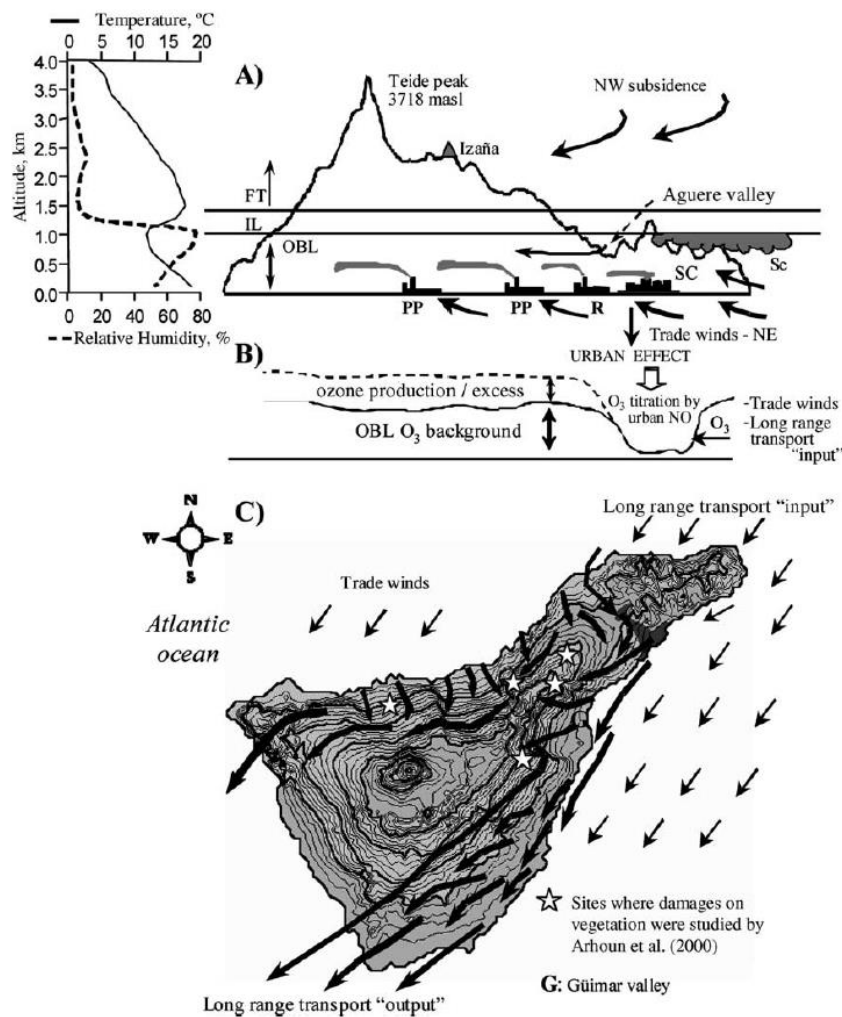 Temperature, ºC
0 5 10 15 20
4.0
3.5
3.0
2.5
2.0
1.5
1.0
0.5
0.0
Altitude, km
0 20 40 60 80
Relative Humidity, %
A)
Teide peak
3718 masl
NW subsidence
Izaña
FT
Aguere valley
IL
OBL
Sc
SC
PP
PP
R
Trade winds - NE
B)
URBAN EFFECT
ozone production / excess
O3 titration by
urban NO
OBL O3 background
O3
-Trade winds
-Long range
transport
"input"
C)
N
W E
S
Long range transport "input"
Trade winds
Atlantic
ocean
Sites where damages on
vegetation were studied by
Arhoun et al. (2000)
G: Güimar valley
Long range transport "output"